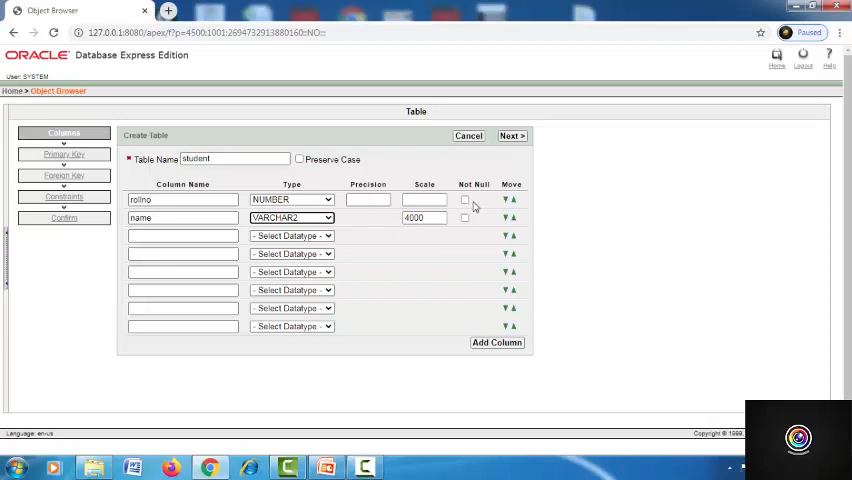 Object Browser
127.0.0.1:8080/apex/f?p=4500:1001:2694732913880160::NO:::
Paused
ORACLE Database Express Edition
Home Logout Help
User: SYSTEM
Home > Object Browser
Table
Columns
Primary Key
Foreign Key
Constraints
Confirm
Create Table Cancel Next >
* Table Name student Preserve Case
Column Name Type Precision Scale Not Null Move
rollno NUMBER
name VARCHAR2 4000
- Select Datatype -
- Select Datatype -
- Select Datatype -
- Select Datatype -
- Select Datatype -
- Select Datatype -
Add Column
Language: en-us
Copyright © 1999,